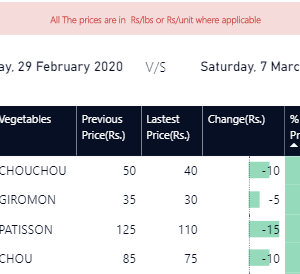 All The prices are in Rs/lbs or Rs/unit where applicable
ay, 29 February 2020 V/S Saturday, 7 Marc
Vegetables Previous Price(Rs.) Lastest Price(Rs.) Change(Rs.) % Pr
CHOUCHOU 50 40 -10
GIROMON 35 30 -5
PATISSON 125 110 -15
CHOU 85 75 -10